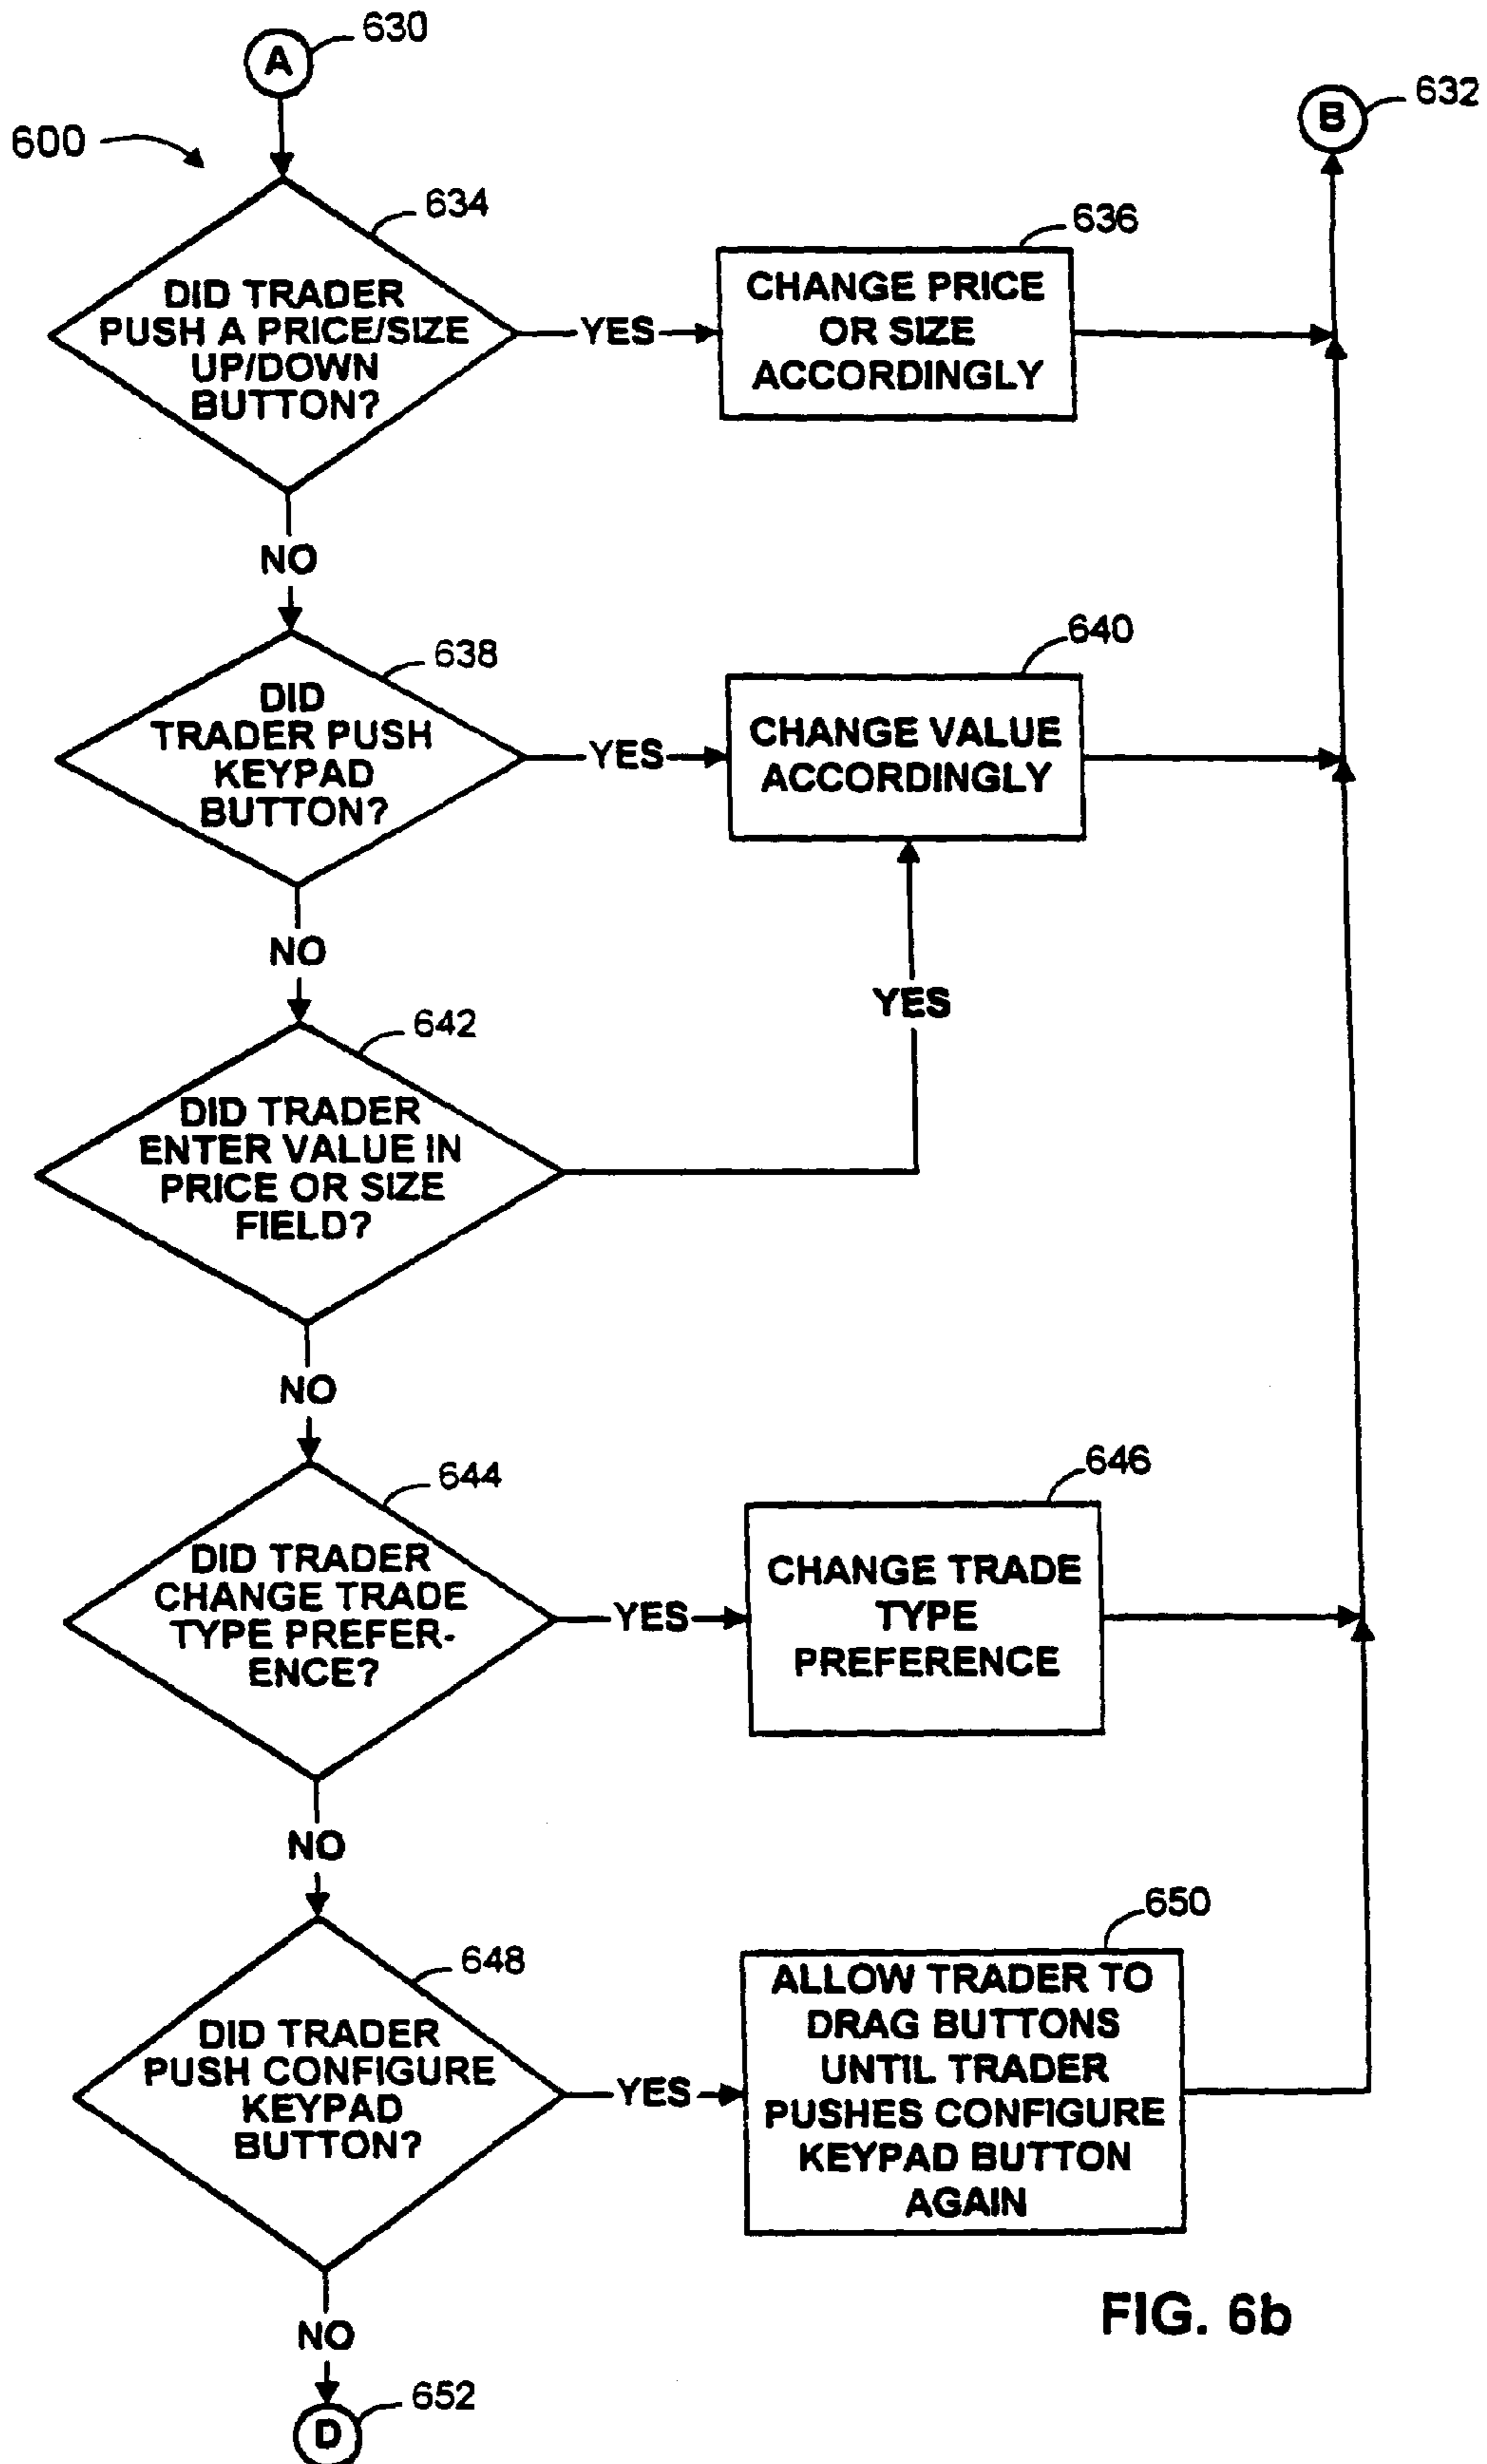 A
630
600
B
632
634
DID TRADER
PUSH A PRICE/SIZE
UP/DOWN
BUTTON?
YES
636
CHANGE PRICE
OR SIZE
ACCORDINGLY
NO
638
DID
TRADER PUSH
KEYPAD
BUTTON?
YES
640
CHANGE VALUE
ACCORDINGLY
NO
YES
642
DID TRADER
ENTER VALUE IN
PRICE OR SIZE
FIELD?
NO
644
DID TRADER
CHANGE TRADE
TYPE PREFER-
ENCE?
YES
646
CHANGE TRADE
TYPE
PREFERENCE
NO
648
DID TRADER
PUSH CONFIGURE
KEYPAD
BUTTON?
YES
650
ALLOW TRADER TO
DRAG BUTTONS
UNTIL TRADER
PUSHES CONFIGURE
KEYPAD BUTTON
AGAIN
NO
D
652
FIG. 6b